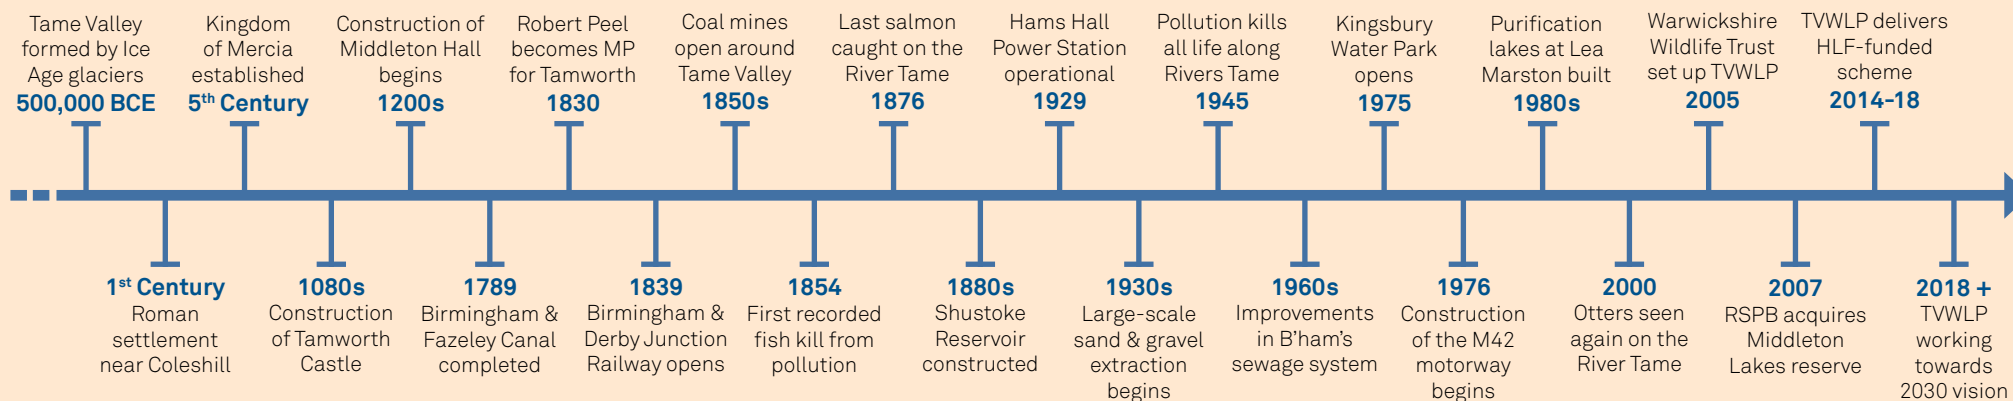 Tame Valley
formed by Ice
Age glaciers
500,000 BCE
Kingdom
of Mercia
established
5th Century
Construction of
Middleton Hall
begins
1200s
Robert Peel
becomes MP
for Tamworth
1830
Coal mines
open around
Tame Valley
1850s
Last salmon
caught on the
River Tame
1876
Hams Hall
Power Station
operational
1929
Pollution kills
all life along
Rivers Tame
1945
Kingsbury
Water Park
opens
1975
Purification
lakes at Lea
Marston built
1980s
Warwickshire
Wildlife Trust
set up TVWLP
2005
TVWLP delivers
HLF-funded
scheme
2014-18
1st Century
Roman
settlement
near Coleshill
1080s
Construction
of Tamworth
Castle
1789
Birmingham &
Fazeley Canal
completed
1839
Birmingham &
Derby Junction
Railway opens
1854
First recorded
fish kill from
pollution
1880s
Shustoke
Reservoir
constructed
1930s
Large-scale
sand & gravel
extraction
begins
1960s
Improvements
in B'ham's
sewage system
1976
Construction
of the M42
motorway
begins
2000
Otters seen
again on the
River Tame
2007
RSPB acquires
Middleton
Lakes reserve
2018 +
TVWLP
working
towards
2030 vision